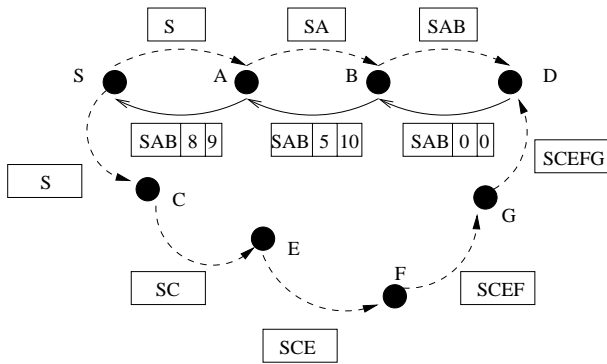 S SA SAB
S A B D
SAB 8 9 SAB 5 10 SAB 0 0
SCEFG
S
C G
E
SC F SCEF
SCE